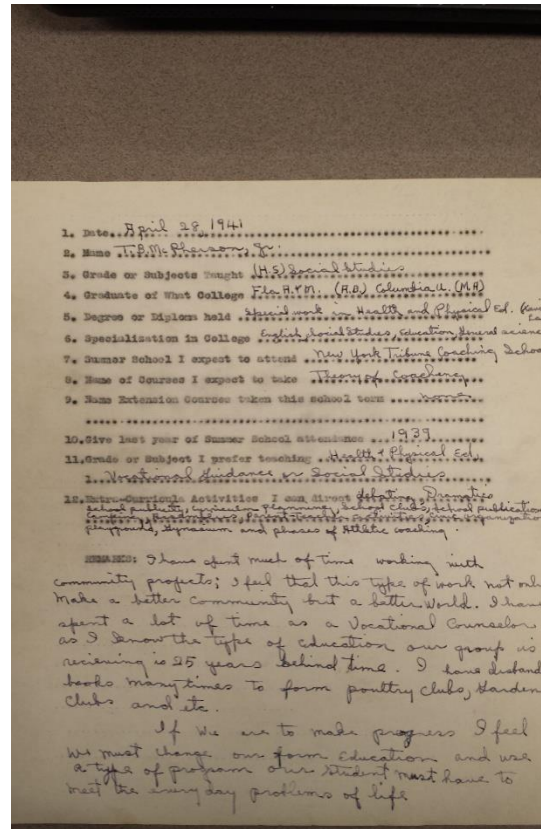 1. Date..April 28, 1941
2. Name ..T.B. McPherson, Jr.
3. Grade or Subjects Taught (H.S) Social Studies
4. Graduate of What College Fla A.&M. (A.B.) Columbia U. (M.A)
5. Degree or Diploma held ..Special work in Health and Physical Ed.
6. Specialization in College English, Social Studies, Education, General science
7. Summer School I expect to attend ..New York Tribune Coaching School
8. Name of Courses I expect to take Theory of Coaching
9. Name Extension Courses taken this school term ..none
10. Give last year of Summer School attendance ...1939
11. Grade or Subject I prefer teaching ..Health & Physical Ed.
1. Vocational Guidance or Social Studies
12. Extra-Curricula Activities I can direct debating, Dramatics
school publicity, curriculum planning, school clubs, school publication
playgrounds, Gymnasium and phases of Athletic coaching.
REMARKS: I have spent much of time working with
community projects; I feel that this type of work not onl
make a better community but a better world. I have
spent a lot of time as a Vocational Counselor
as I know the type of education our group is
recieving is 25 years behind time. I have
books many times to form poultry clubs, Garden
Clubs and etc.
If we are to make progress I feel
we must change our form Education and use
a type of program our Student must have to
meet the everyday problems of life